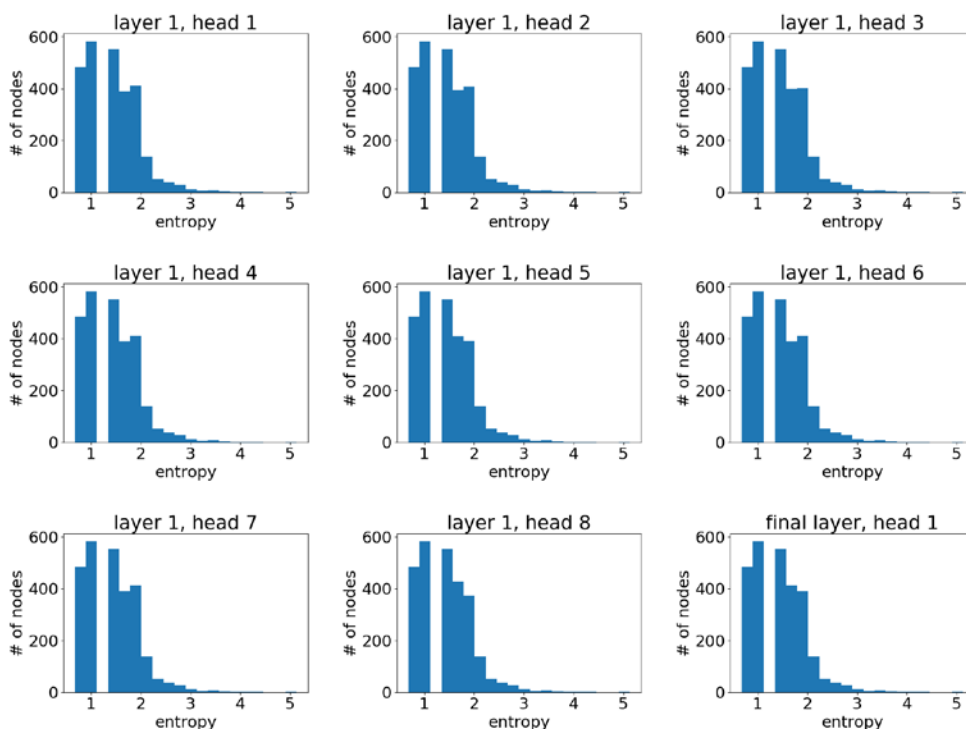 layer 1, head 1
layer 1, head 2
layer 1, head 3
600
400
200
0
# of nodes
1 2 3 4 5
entropy
600
400
200
0
# of nodes
1 2 3 4 5
entropy
600
400
200
0
# of nodes
1 2 3 4 5
entropy
layer 1, head 4
layer 1, head 5
layer 1, head 6
600
400
200
0
# of nodes
1 2 3 4 5
entropy
600
400
200
0
# of nodes
1 2 3 4 5
entropy
600
400
200
0
# of nodes
1 2 3 4 5
entropy
layer 1, head 7
layer 1, head 8
final layer, head 1
600
400
200
0
# of nodes
1 2 3 4 5
entropy
600
400
200
0
# of nodes
1 2 3 4 5
entropy
600
400
200
0
# of nodes
1 2 3 4 5
entropy